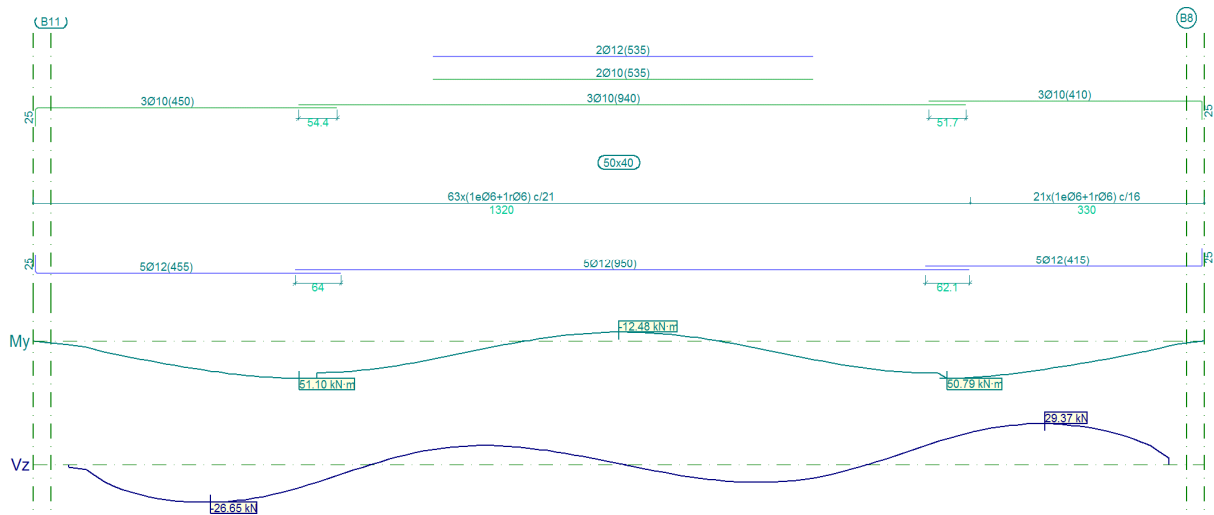 B11
B8
2Ø12(535)
2Ø10(535)
3Ø10(450)
3Ø10(940)
3Ø10(410)
25
54.4
51.7
25
50x40
63x(1eØ6+1rØ6) c/21
21x(1eØ6+1rØ6) c/16
1320
330
25
5Ø12(455)
5Ø12(950)
5Ø12(415)
25
64
62.1
-12.48 kN·m
My
51.10 kN·m
50.79 kN·m
29.37 kN
Vz
-26.65 kN